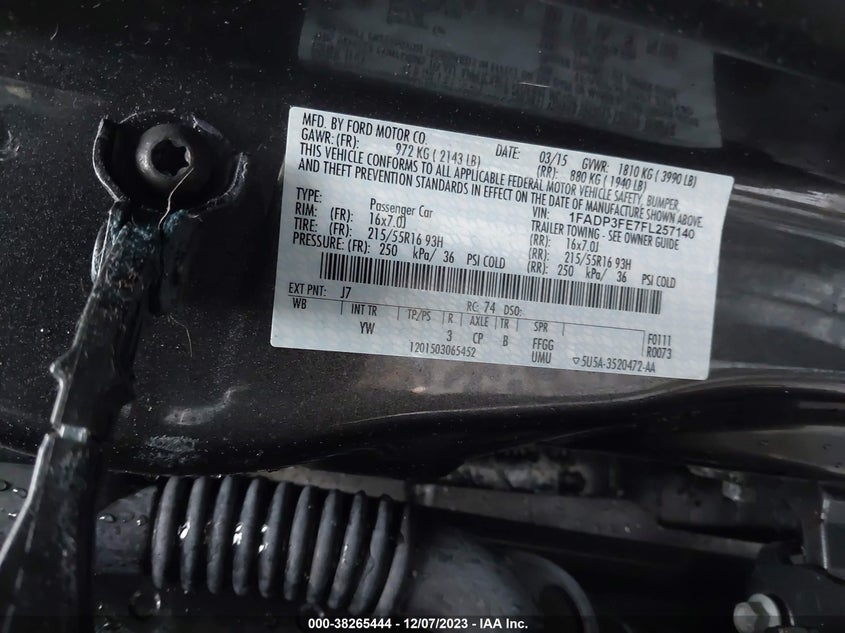 MFD. BY FORD MOTOR CO.
DATE: 03/15 GVWR: 1810 KG ( 3990 LB)
GAWR: (FR): 972 KG ( 2143 LB) (RR): 880 KG ( 1940 LB)
THIS VEHICLE CONFORMS TO ALL APPLICABLE FEDERAL MOTOR VEHICLE SAFETY, BUMPER,
AND THEFT PREVENTION STANDARDS IN EFFECT ON THE DATE OF MANUFACTURE SHOWN ABOVE.
VIN: 1FADP3FE7FL257140
TYPE: Passenger Car TRAILER TOWING - SEE OWNER GUIDE
RIM: (FR): 16x7.0J (RR): 16x7.0J
TIRE: (FR): 215/55R16 93H (RR): 215/55R16 93H
PRESSURE: (FR): 250 kPa/ 36 PSI COLD (RR): 250 kPa/ 36 PSI COLD
EXT PNT: J7 RC: 74 DSO:
WB INT TR TP/PS R AXLE TR SPR F0111
YW 3 CP B FFGG R0073
1201503065452 UMU ▽5U5A-3520472-AA
000-38265444 - 12/07/2023 - IAA Inc.